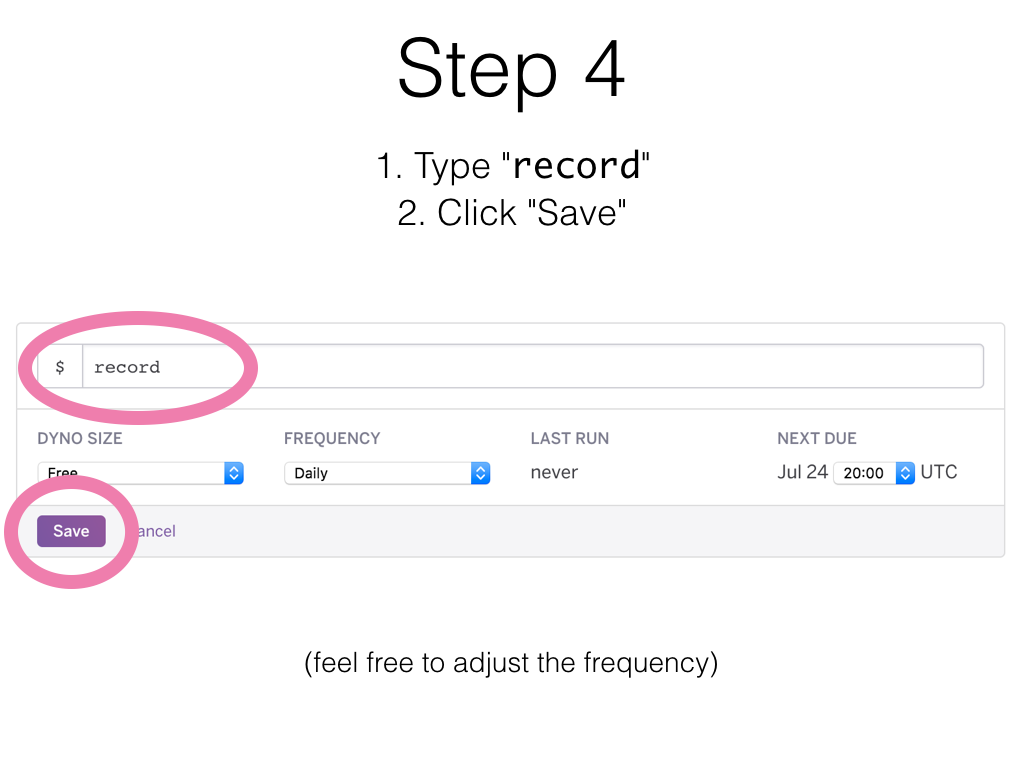 Step 4
1. Type "record"
2. Click "Save"
$ record
DYNO SIZE FREQUENCY LAST RUN NEXT DUE
Free Daily never Jul 24 20:00 UTC
Save ancel
(feel free to adjust the frequency)